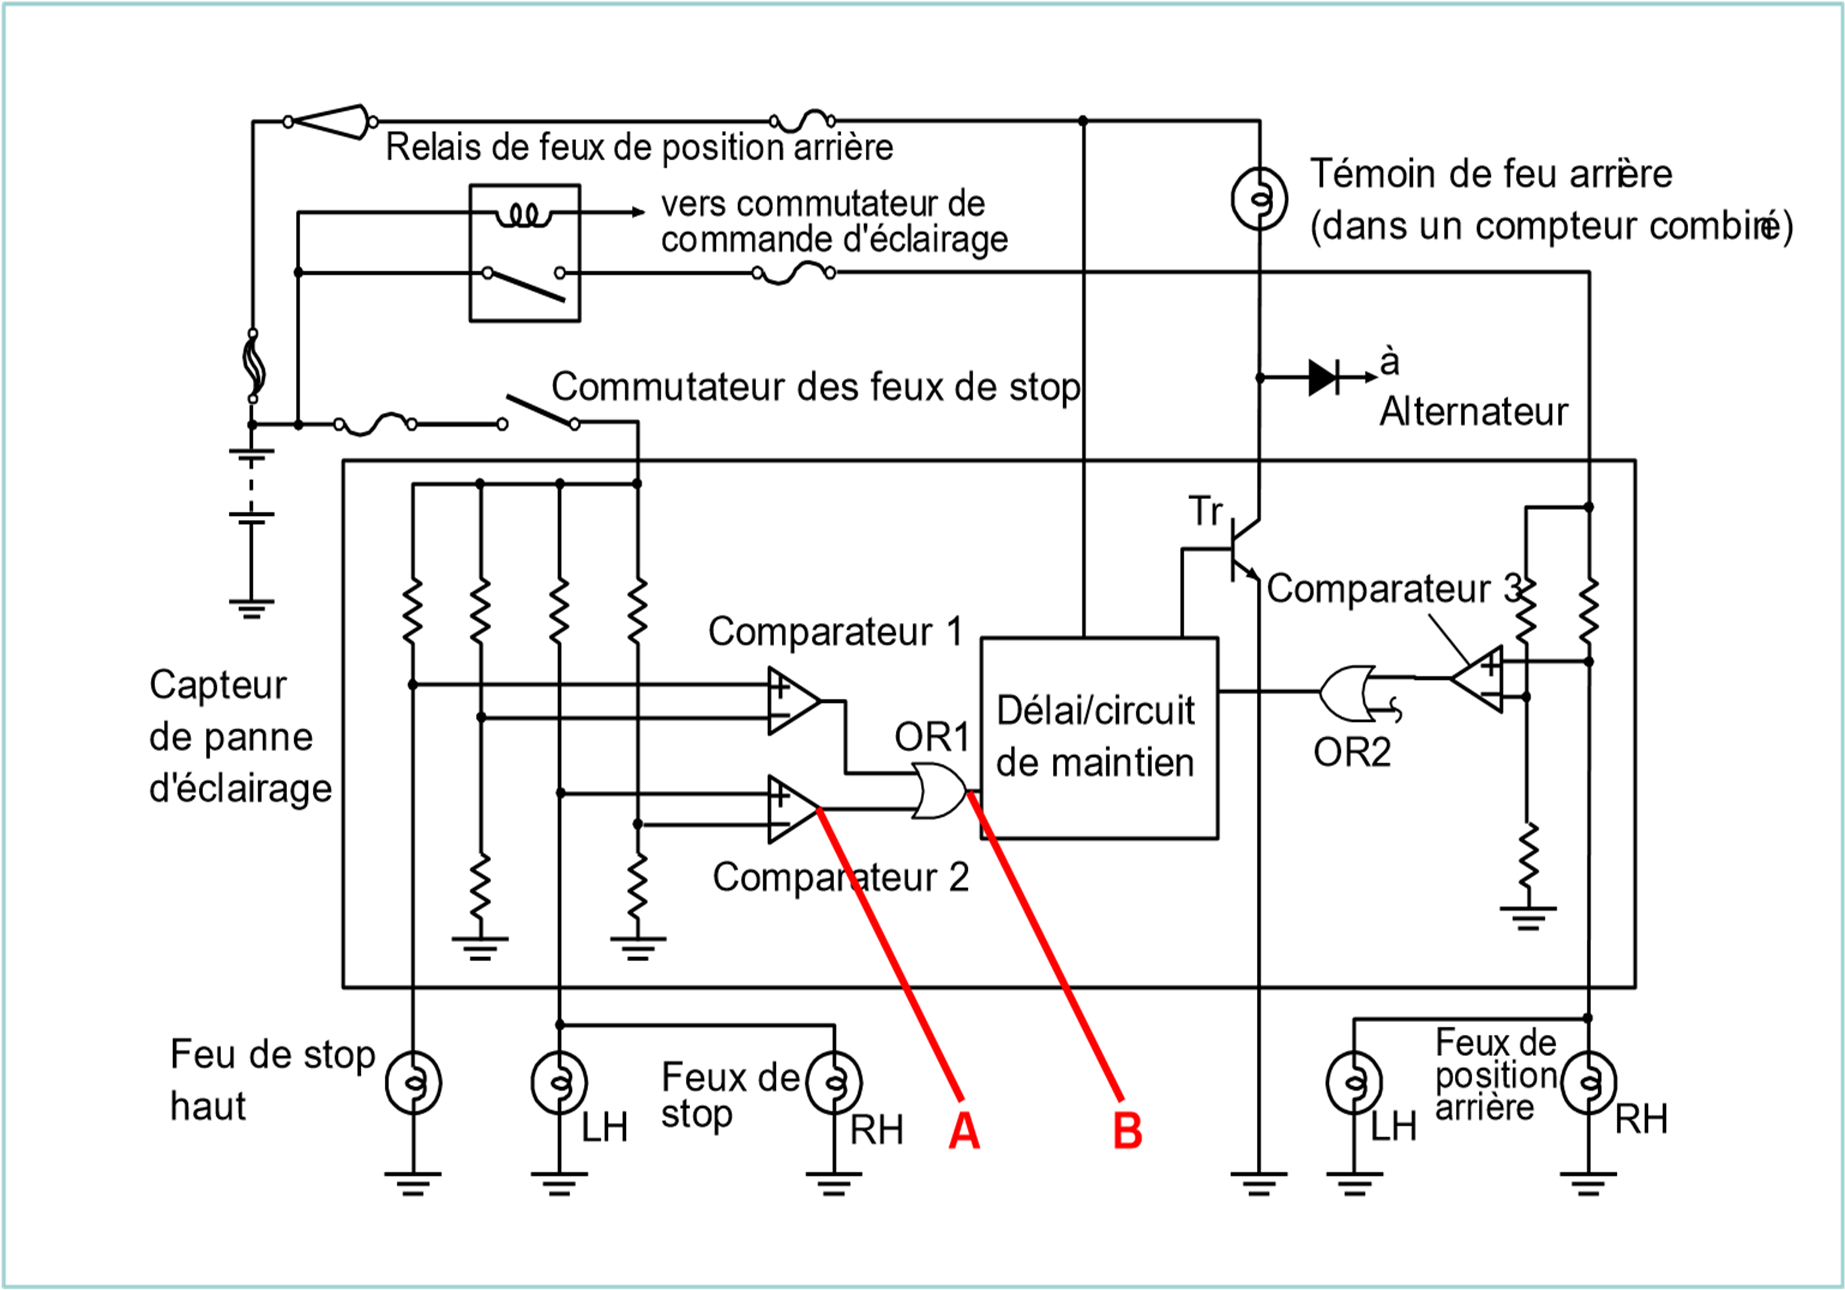 Relais de feux de position arrière
vers commutateur de
commande d'éclairage
Témoin de feu arrière
(dans un compteur combiné)
Commutateur des feux de stop
à
Alternateur
Tr
Comparateur 3
Comparateur 1
Capteur
de panne
d'éclairage
OR1
Délai/circuit
de maintien
OR2
Comparateur 2
Feu de stop
haut
LH
Feux de
stop
RH
A
B
LH
Feux de
position
arrière
RH